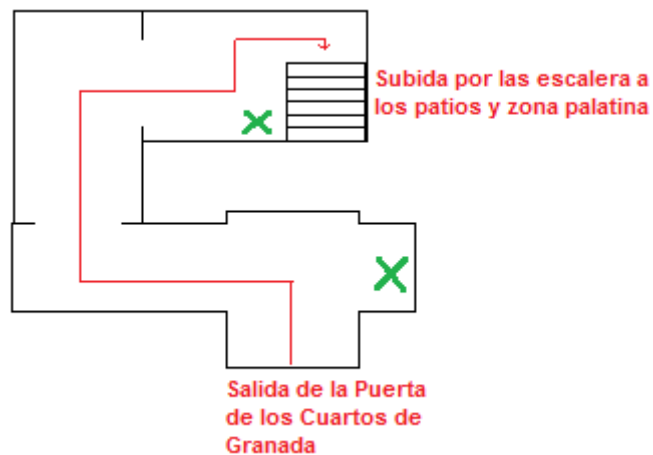 Subida por las escalera a
los patios y zona palatina
Salida de la Puerta
de los Cuartos de
Granada